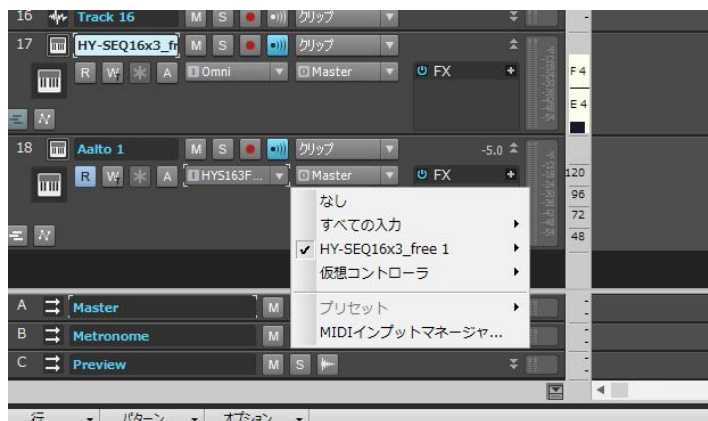 16 Track 16 M S クリップ
17 HY-SEQ16x3_fr M S クリップ
R W A Omni Master FX + F 4
E 4
18 Aalto 1 M S クリップ -5.0
R W A HYS163F... Master FX + 120
なし 96
すべての入力 72
HY-SEQ16x3_free 1 48
仮想コントローラ
プリセット
MIDIインプットマネージャ...
A Master M
B Metronome M
C Preview M S
行 パターン オプション